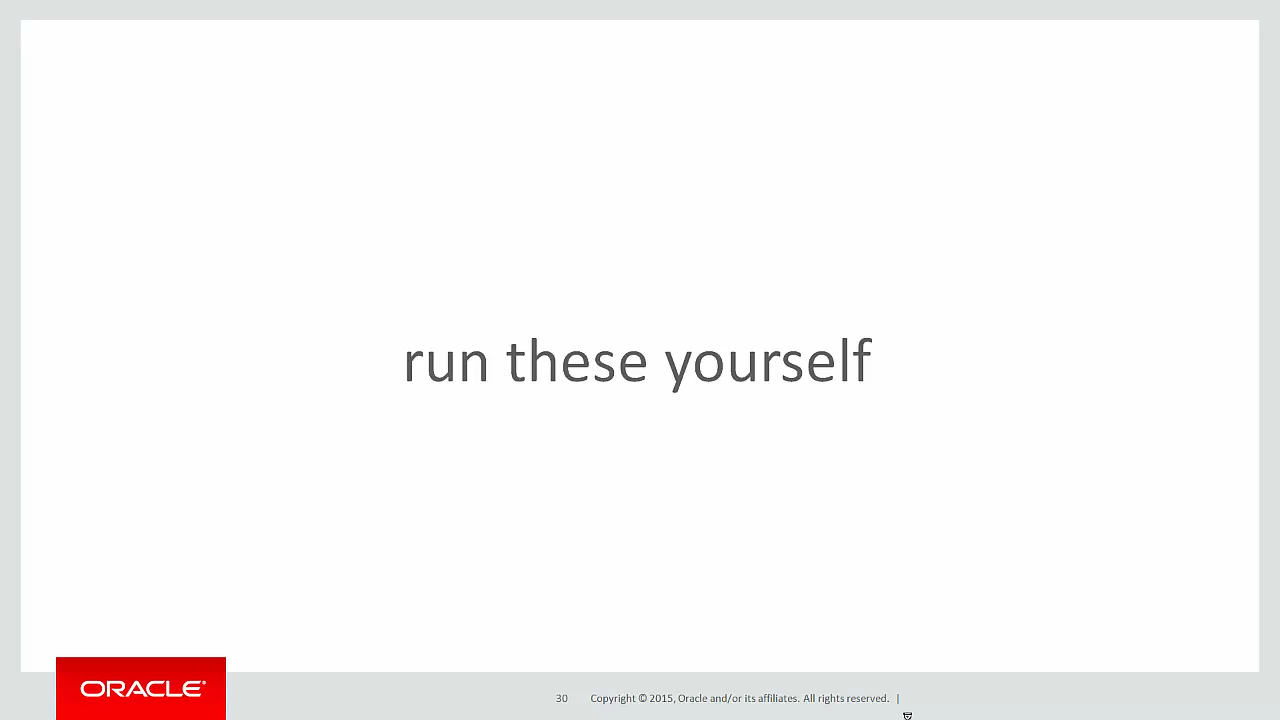 run these yourself
ORACLE®
30 Copyright © 2015, Oracle and/or its affiliates. All rights reserved. |